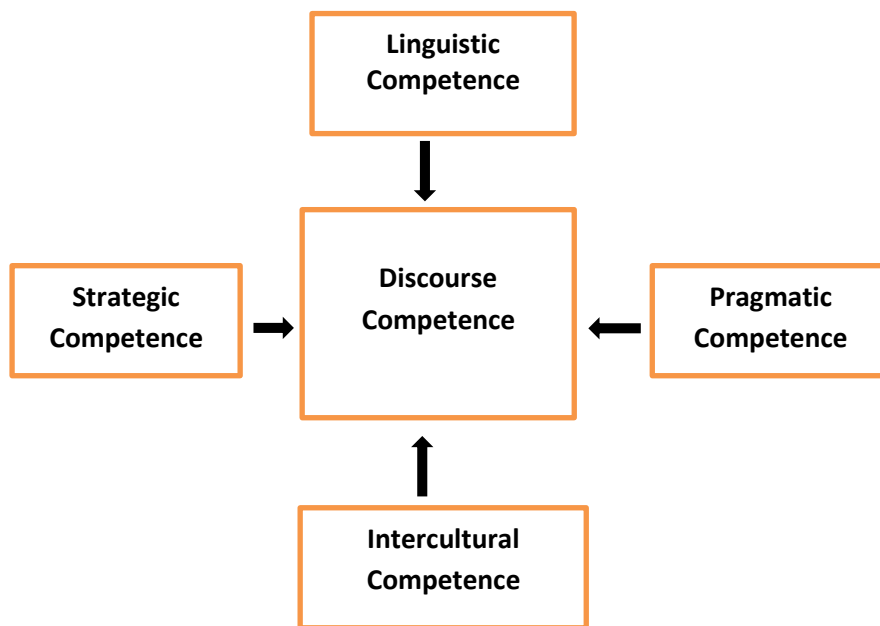 Linguistic
Competence
Strategic
Competence
Discourse
Competence
Pragmatic
Competence
Intercultural
Competence